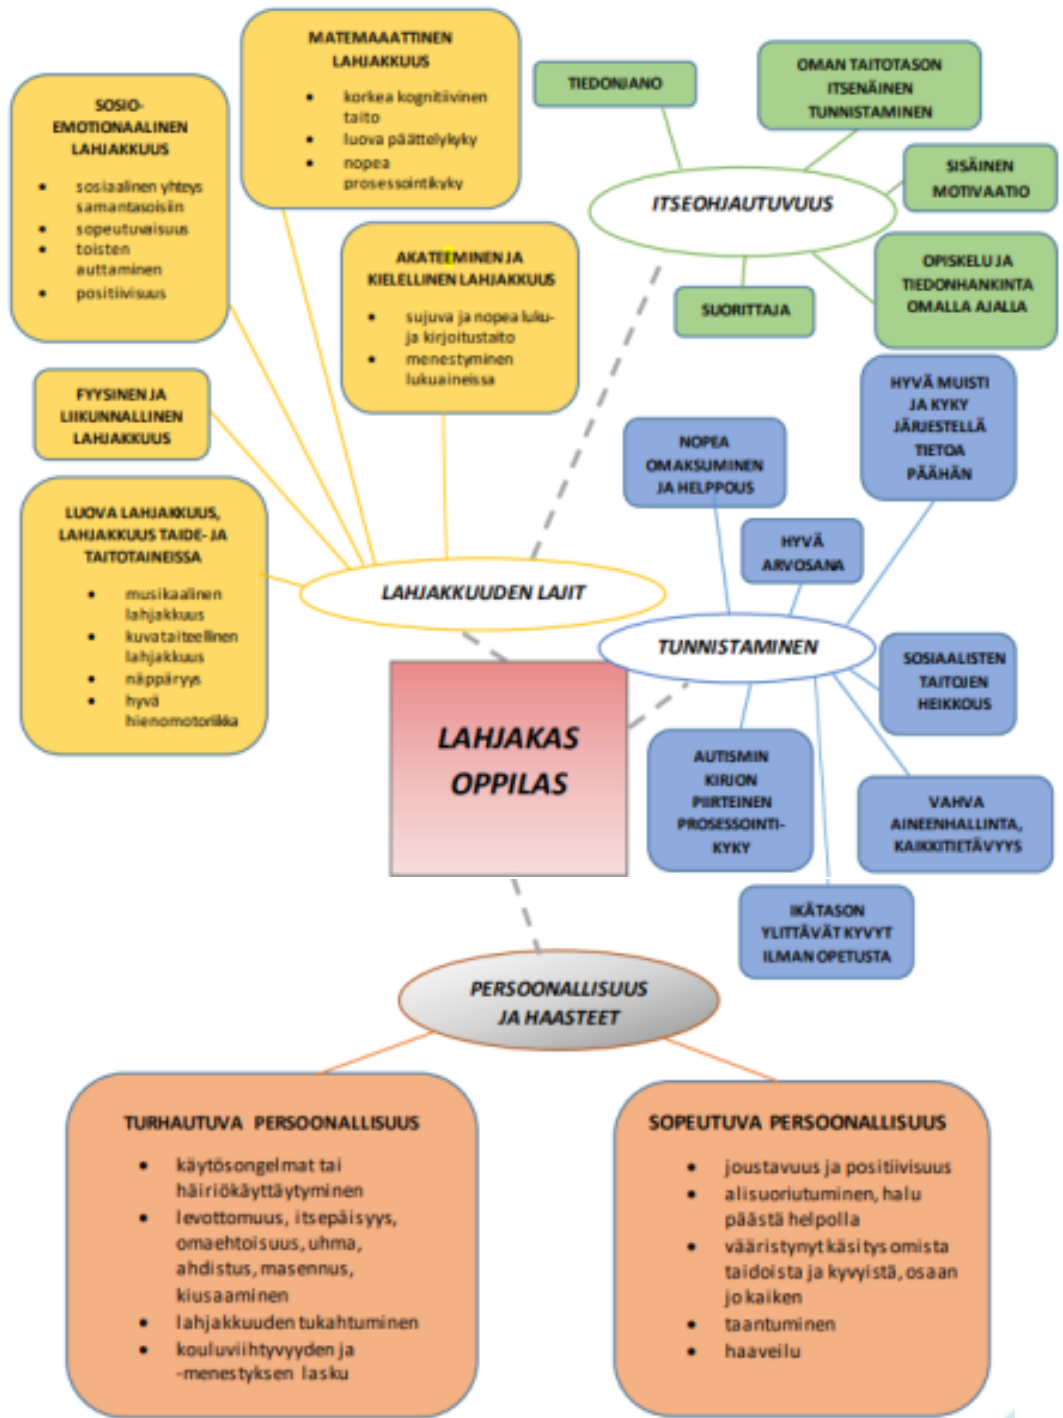 MATEMAAATTINEN
LAHJAKKUUS
• korkea kognitiivinen
taito
• luova päättelykyky
• nopea
prosessointikyky
SOSIO-
EMOTIONAALINEN
LAHJAKKUUS
• sosiaalinen yhteys
samantasoisiin
• sopeutuvaisuus
• toisten
auttaminen
• positiivisuus
AKATEEMINEN JA
KIELELLINEN LAHJAKKUUS
• sujuva ja nopea luku-
ja kirjoitustaito
• menestyminen
lukuaineissa
FYYSINEN JA
LIIKUNNALLINEN
LAHJAKKUUS
LUOVA LAHJAKKUUS,
LAHJAKKUUS TAIDE- JA
TAITOTAINEISSA
• musikaalinen
lahjakkuus
• kuvataiteellinen
lahjakkuus
• näppäryys
• hyvä
hienomotoriikka
LAHJAKKUUDEN LAJIT
TIEDONJANO
OMAN TAITOTASON
ITSENÄINEN
TUNNISTAMINEN
SISÄINEN
MOTIVAATIO
ITSEOHJAUTUVUUS
OPISKELU JA
TIEDONHANKINTA
OMALLA AJALLA
SUORITTAJA
HYVÄ MUISTI
JA KYKY
JÄRJESTELLÄ
TIETOA
PÄÄHÄN
NOPEA
OMAKSUMINEN
JA HELPPOUS
HYVÄ
ARVOSANA
TUNNISTAMINEN
SOSIAALISTEN
TAITOJEN
HEIKKOUS
AUTISMIN
KIRJON
PIIRTEINEN
PROSESSOINTI-
KYKY
VAHVA
AINEENHALLINTA,
KAIKKITIETÄVYYS
IKÄTASON
YLITTÄVÄT KYVYT
ILMAN OPETUSTA
LAHJAKAS
OPPILAS
PERSOONALLISUUS
JA HAASTEET
TURHAUTUVA PERSOONALLISUUS
• käytösongelmat tai
häiriökäyttäytyminen
• levottomuus, itsepäisyys,
omaehtoisuus, uhma,
ahdistus, masennus,
kiusaaminen
• lahjakkuuden tukahtuminen
• kouluviihtyvyyden ja
-menestyksen lasku
SOPEUTUVA PERSOONALLISUUS
• joustavuus ja positiivisuus
• alisuoriutuminen, halu
päästä helpolla
• vääristynyt käsitys omista
taidoista ja kyvyistä, osaan
jo kaiken
• taantuminen
• haaveilu